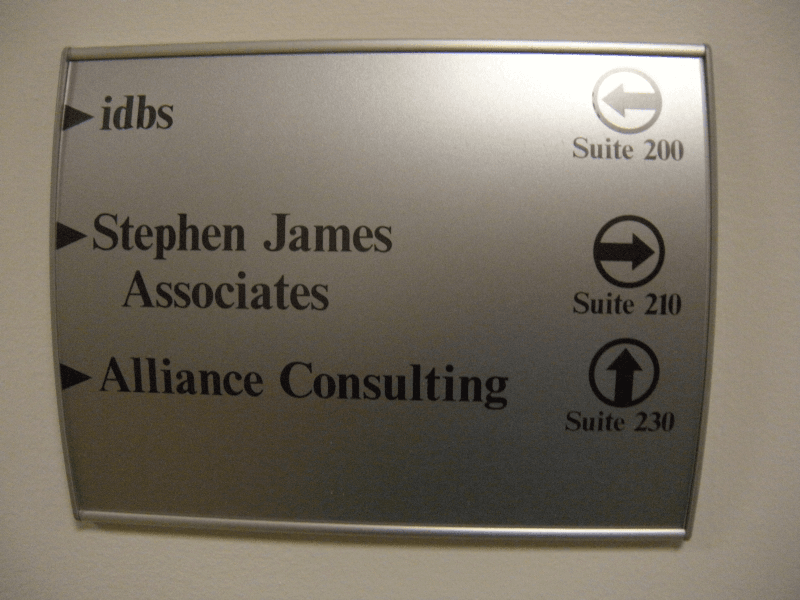 idbs
Suite 200
Stephen James
Associates
Suite 210
Alliance Consulting
Suite 230